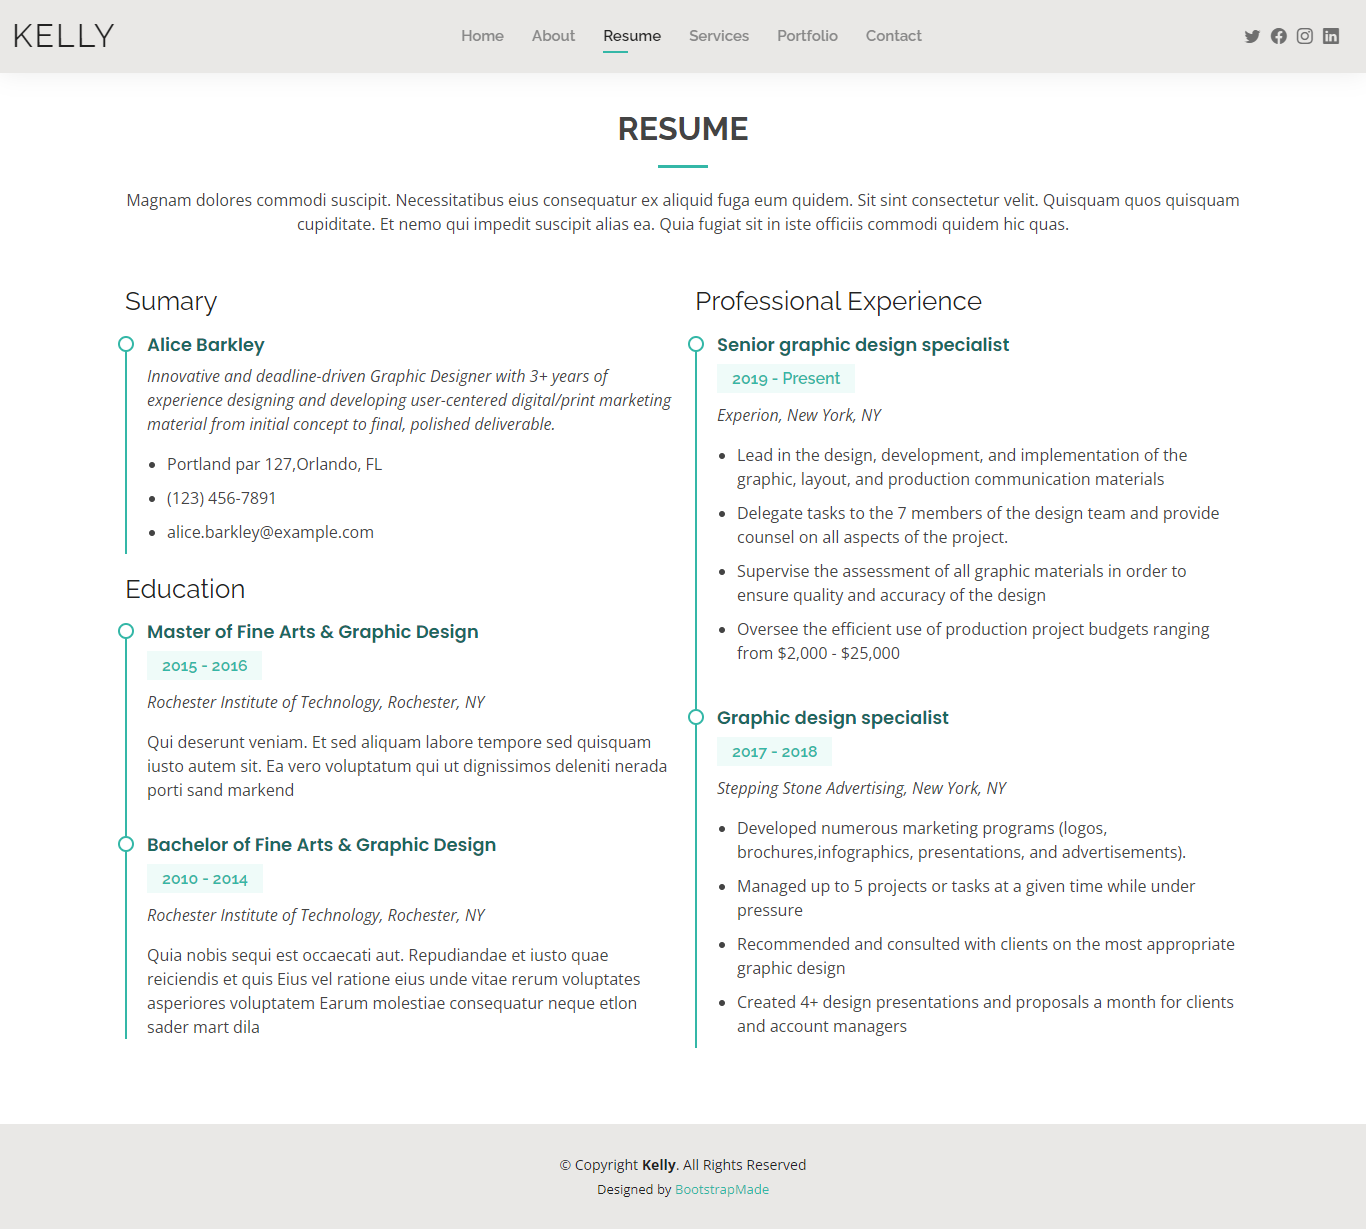 KELLY
Home About Resume Services Portfolio Contact
RESUME
Magnam dolores commodi suscipit. Necessitatibus eius consequatur ex aliquid fuga eum quidem. Sit sint consectetur velit. Quisquam quos quisquam
cupiditate. Et nemo qui impedit suscipit alias ea. Quia fugiat sit in iste officiis commodi quidem hic quas.
Sumary
Alice Barkley
Innovative and deadline-driven Graphic Designer with 3+ years of
experience designing and developing user-centered digital/print marketing
material from initial concept to final, polished deliverable.
Portland par 127,Orlando, FL
(123) 456-7891
alice.barkley@example.com
Education
Master of Fine Arts & Graphic Design
2015 - 2016
Rochester Institute of Technology, Rochester, NY
Qui deserunt veniam. Et sed aliquam labore tempore sed quisquam
iusto autem sit. Ea vero voluptatum qui ut dignissimos deleniti nerada
porti sand markend
Bachelor of Fine Arts & Graphic Design
2010 - 2014
Rochester Institute of Technology, Rochester, NY
Quia nobis sequi est occaecati aut. Repudiandae et iusto quae
reiciendis et quis Eius vel ratione eius unde vitae rerum voluptates
asperiores voluptatem Earum molestiae consequatur neque etlon
sader mart dila
Professional Experience
Senior graphic design specialist
2019 - Present
Experion, New York, NY
Lead in the design, development, and implementation of the
graphic, layout, and production communication materials
Delegate tasks to the 7 members of the design team and provide
counsel on all aspects of the project.
Supervise the assessment of all graphic materials in order to
ensure quality and accuracy of the design
Oversee the efficient use of production project budgets ranging
from $2,000 - $25,000
Graphic design specialist
2017 - 2018
Stepping Stone Advertising, New York, NY
Developed numerous marketing programs (logos,
brochures,infographics, presentations, and advertisements).
Managed up to 5 projects or tasks at a given time while under
pressure
Recommended and consulted with clients on the most appropriate
graphic design
Created 4+ design presentations and proposals a month for clients
and account managers
© Copyright Kelly. All Rights Reserved
Designed by BootstrapMade